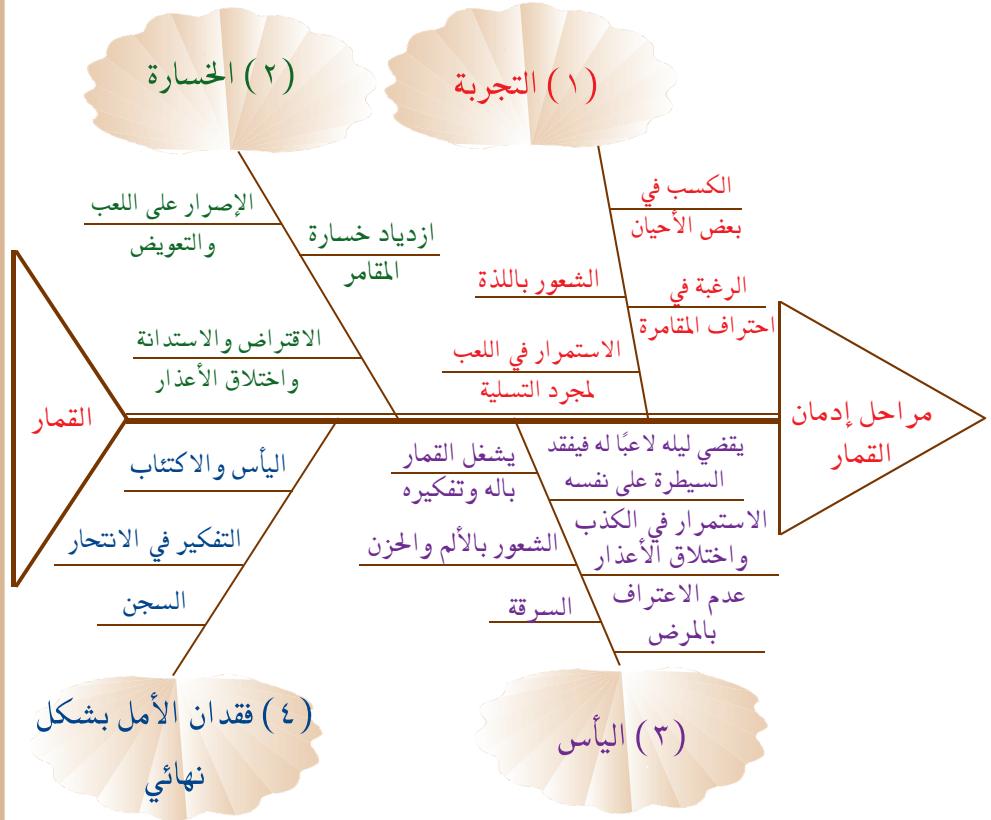 مراحل إدمان
القمار
(١) التجربة
الكسب في
بعض الأحيان
الرغبة في
احتراف المقامرة
الشعور باللذة
الاستمرار في اللعب
لمجرد التسلية
(٢) الخسارة
ازدياد خسارة
المقامر
الإصرار على اللعب
والتعويض
الاقتراض والاستدانة
واختلاق الأعذار
(٣) اليأس
يقضي ليله لاعبًا له فيفقد
السيطرة على نفسه
الاستمرار في الكذب
واختلاق الأعذار
عدم الاعتراف
بالمرض
يشغل القمار
باله وتفكيره
الشعور بالألم والحزن
السرقة
(٤) فقدان الأمل بشكل
نهائي
اليأس والاكتئاب
التفكير في الانتحار
السجن
القمار